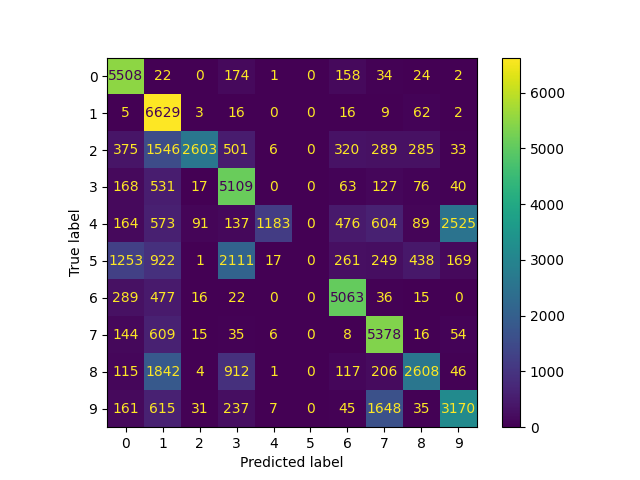 0 5508 22 0 174 1 0 158 34 24 2
1 5 6629 3 16 0 0 16 9 62 2
2 375 1546 2603 501 6 0 320 289 285 33
3 168 531 17 5109 0 0 63 127 76 40
4 164 573 91 137 1183 0 476 604 89 2525
5 1253 922 1 2111 17 0 261 249 438 169
6 289 477 16 22 0 0 5063 36 15 0
7 144 609 15 35 6 0 8 5378 16 54
8 115 1842 4 912 1 0 117 206 2608 46
9 161 615 31 237 7 0 45 1648 35 3170
0 1 2 3 4 5 6 7 8 9
Predicted label
True label
6000
5000
4000
3000
2000
1000
0